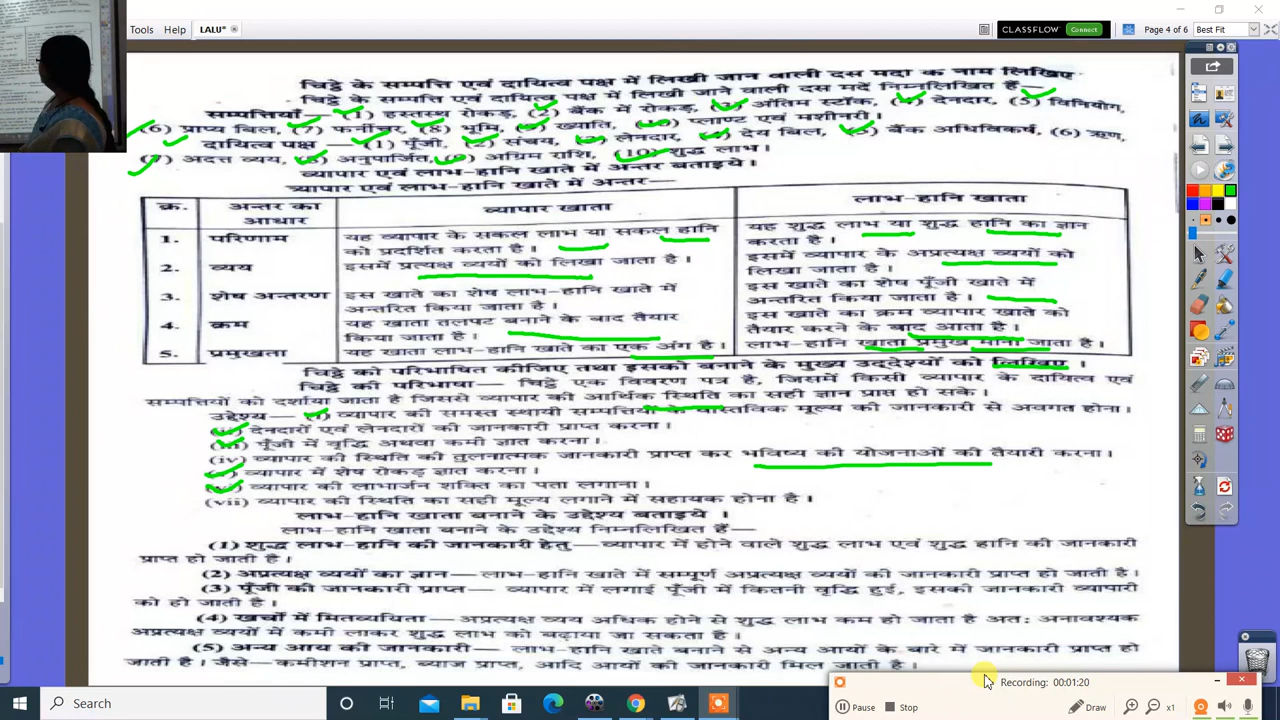 Tools Help LALU*
CLASSFLOW Connect
Page 4 of 6 Best Fit
चिट्ठे के सम्पत्ति एवं दायित्व पक्ष में लिखी जान वाली दस मदों के नाम लिखिए
चिट्ठे के सम्पत्ति एवं दायित्व पक्ष में लिखी जाने वाली दस मदें निम्नलिखित हैं—
सम्पत्तियाँ — (1) हस्तस्थ रोकड़, (2) बैंक में रोकड़, अंतिम स्टॉक, देनदार, (5) विनियोग,
(6) प्राप्य बिल, (7) फर्नीचर, (8) भूमि, ख्याति, प्लाण्ट एवं मशीनरी।
दायित्व पक्ष — (1) पूँजी, (2) संचय, लेनदार, देय बिल, बैंक अधिविकर्ष, (6) ऋण,
(7) अदत्त व्यय, अनुपार्जित, अग्रिम राशि, (10) शुद्ध लाभ।
व्यापार एवं लाभ-हानि खाते में अन्तर बताइये।
व्यापार एवं लाभ-हानि खाते में अन्तर—
क्र. अन्तर का आधार व्यापार खाता लाभ-हानि खाता
1. परिणाम यह व्यापार के सकल लाभ या सकल हानि को प्रदर्शित करता है। यह शुद्ध लाभ या शुद्ध हानि का ज्ञान करता है।
2. व्यय इसमें प्रत्यक्ष व्ययों को लिखा जाता है। इसमें व्यापार के अप्रत्यक्ष व्ययों को लिखा जाता है।
3. शेष अन्तरण इस खाते का शेष लाभ-हानि खाते में अन्तरित किया जाता है। इस खाते का शेष पूँजी खाते में अन्तरित किया जाता है।
4. क्रम यह खाता तलपट बनाने के बाद तैयार किया जाता है। इस खाते का क्रम व्यापार खाते को तैयार करने के बाद आता है।
5. प्रमुखता यह खाता लाभ-हानि खाते का एक अंग है। लाभ-हानि खाता प्रमुख माना जाता है।
चिट्ठे को परिभाषित कीजिए तथा इसको बनाने के मुख्य उद्देश्यों को लिखिए।
चिट्ठे की परिभाषा— चिट्ठे एक विवरण पत्र है, जिसमें किसी व्यापार के दायित्व एवं
सम्पत्तियों को दर्शाया जाता है जिससे व्यापार की आर्थिक स्थिति का सही ज्ञान प्राप्त हो सके।
उद्देश्य— (i) व्यापार की समस्त स्थायी सम्पत्तियों के वास्तविक मूल्य की जानकारी से अवगत होना।
देनदारों एवं लेनदारों की जानकारी प्राप्त करना।
(iii) पूँजी में वृद्धि अथवा कमी ज्ञात करना।
(iv) व्यापार की स्थिति की तुलनात्मक जानकारी प्राप्त कर भविष्य की योजनाओं की तैयारी करना।
व्यापार में शेष रोकड़ ज्ञात करना।
व्यापार की लाभार्जन शक्ति का पता लगाना।
(vii) व्यापार की स्थिति का सही मूल्य लगाने में सहायक होना है।
लाभ-हानि खाता बनाने के उद्देश्य बताइये ।
लाभ-हानि खाता बनाने के उद्देश्य निम्नलिखित हैं—
(1) शुद्ध लाभ-हानि की जानकारी हेतु—व्यापार में होने वाले शुद्ध लाभ एवं शुद्ध हानि की जानकारी
प्राप्त हो जाती है।
(2) अप्रत्यक्ष व्ययों का ज्ञान— लाभ-हानि खाते में सम्पूर्ण अप्रत्यक्ष व्ययों की जानकारी प्राप्त हो जाती है।
(3) पूँजी की जानकारी प्राप्त— व्यापार में लगाई पूँजी में कितनी वृद्धि हुई, इसकी जानकारी व्यापारी
को हो जाती है।
(4) खर्चों में मितव्ययिता— अप्रत्यक्ष व्यय अधिक होने से शुद्ध लाभ कम हो जाता है अत: अनावश्यक
अप्रत्यक्ष व्ययों में कमी लाकर शुद्ध लाभ को बढ़ाया जा सकता है।
(5) अन्य आय की जानकारी— लाभ-हानि खाते बनाने से अन्य आयों के बारे में जानकारी प्राप्त हो
जाती है। जैसे— कमीशन प्राप्त, ब्याज प्राप्त, आदि आयों की जानकारी मिल जाती है।
Recording: 00:01:20
Pause Stop Draw x1
Search